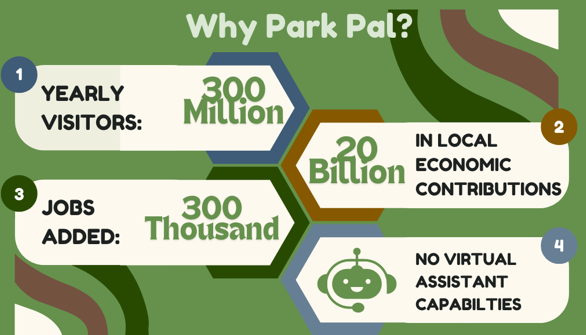 Why Park Pal?
1
YEARLY
VISITORS:
300
Million
2
20
Billion
IN LOCAL
ECONOMIC
CONTRIBUTIONS
3
JOBS
ADDED:
300
Thousand
4
NO VIRTUAL
ASSISTANT
CAPABILTIES